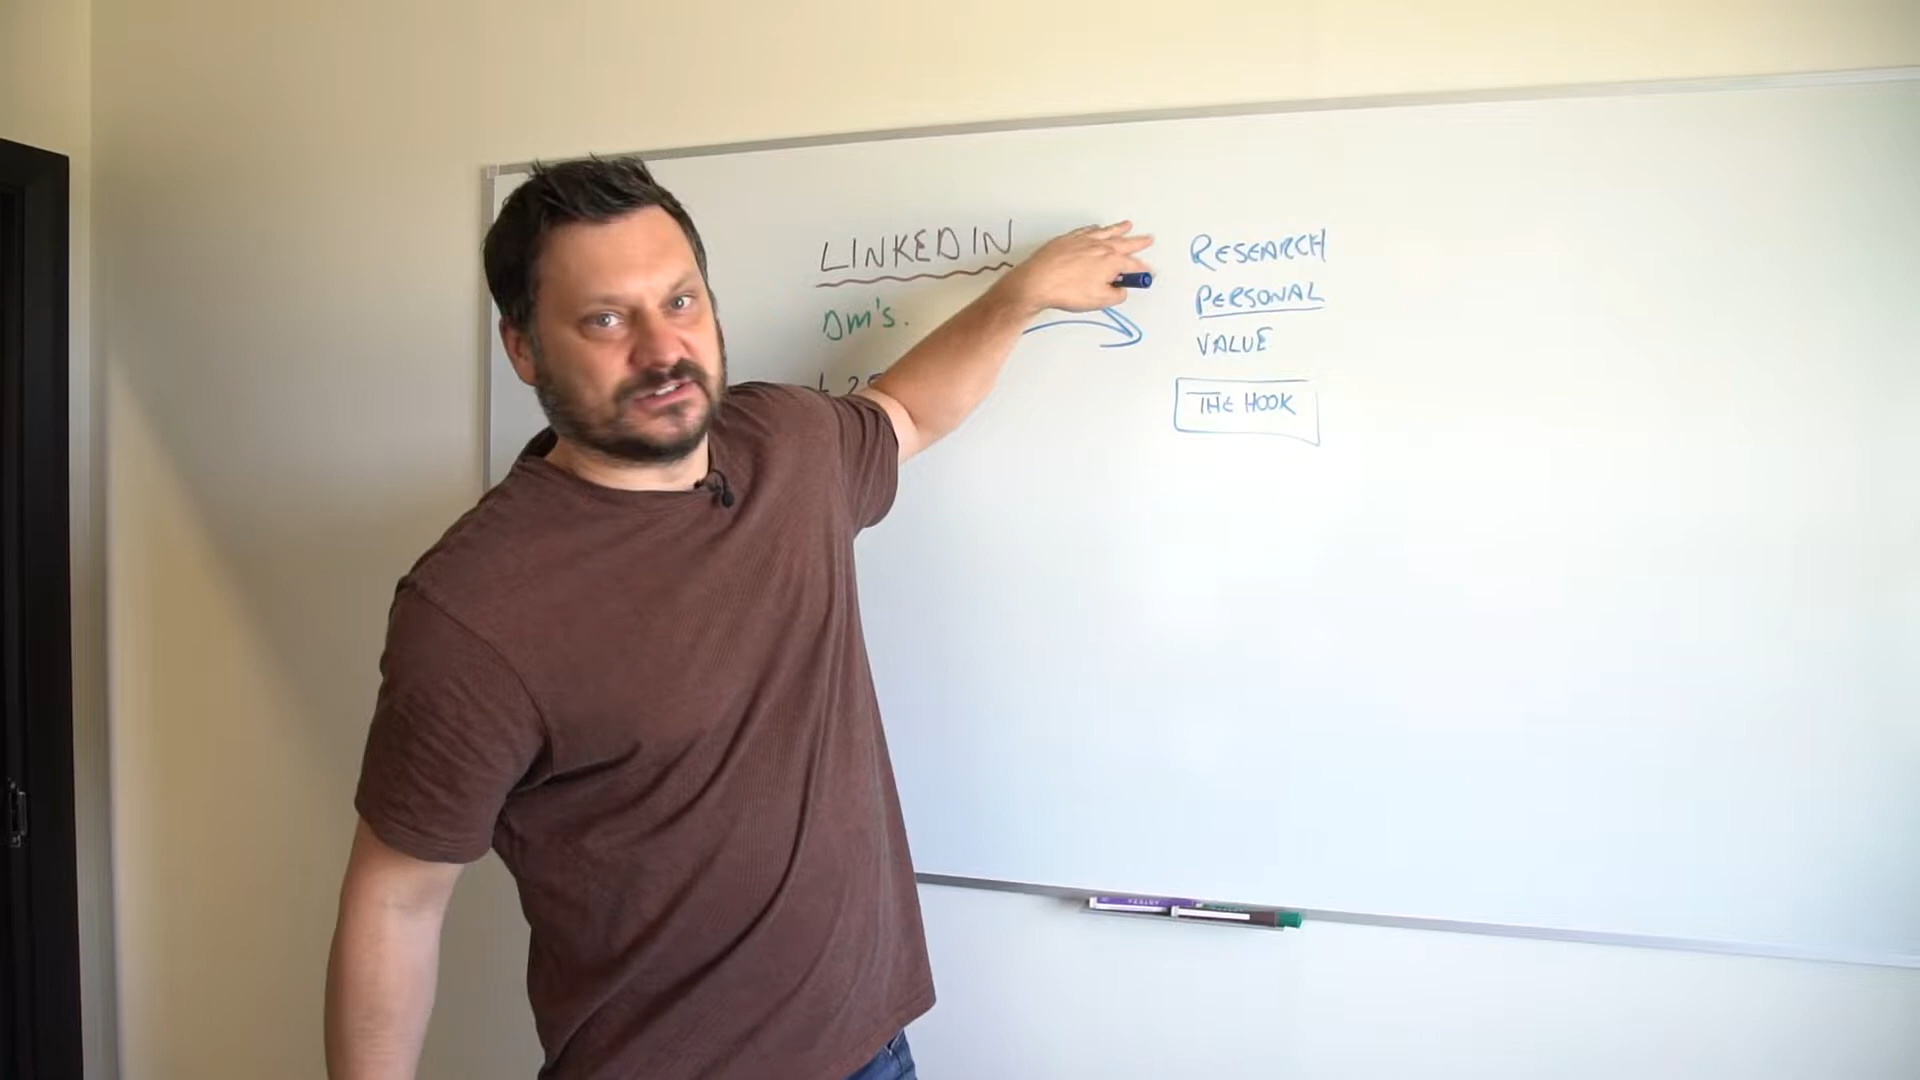 LINKEDIN
DM's.
RESEARCH
PERSONAL
VALUE
THE HOOK